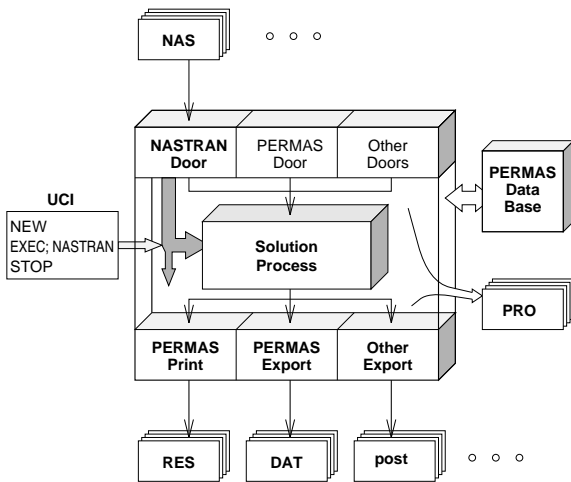 NAS
NASTRAN
Door
PERMAS
Door
Other
Doors
PERMAS
Data
Base
UCI
NEW
EXEC; NASTRAN
STOP
Solution
Process
PRO
PERMAS
Print
PERMAS
Export
Other
Export
RES
DAT
post